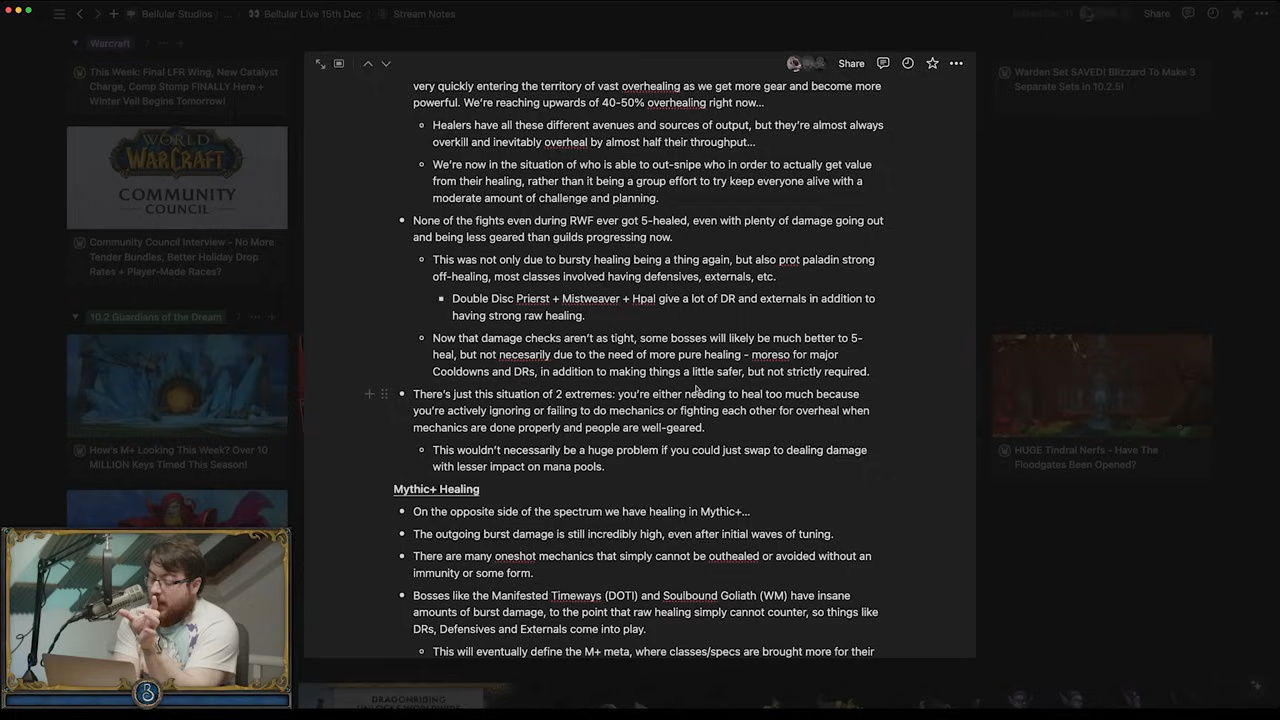 Bellular Studios / ...
Bellular Live 15th Dec
Stream Notes
Share
Warcraft 7
This Week: Final LFR Wing, New Catalyst
Charge, Comp Stomp FINALLY Here +
Winter Veil Begins Tomorrow!
Warden Set SAVED! Blizzard To Make 3
Separate Sets in 10.2.5!
WORLD
WARCRAFT
COMMUNITY
COUNCIL
Community Council Interview - No More
Tender Bundles, Better Holiday Drop
Rates + Player-Made Races?
10.2 Guardians of the Dream 7
How's M+ Looking This Week? Over 10
MILLION Keys Timed This Season!
HUGE Tindral Nerfs - Have The
Floodgates Been Opened?
Share
very quickly entering the territory of vast overhealing as we get more gear and become more
powerful. We're reaching upwards of 40-50% overhealing right now...
Healers have all these different avenues and sources of output, but they're almost always
overkill and inevitably overheal by almost half their throughput...
We're now in the situation of who is able to out-snipe who in order to actually get value
from their healing, rather than it being a group effort to try keep everyone alive with a
moderate amount of challenge and planning.
None of the fights even during RWF ever got 5-healed, even with plenty of damage going out
and being less geared than guilds progressing now.
This was not only due to bursty healing being a thing again, but also prot paladin strong
off-healing, most classes involved having defensives, externals, etc.
Double Disc Prierst + Mistweaver + Hpal give a lot of DR and externals in addition to
having strong raw healing.
Now that damage checks aren't as tight, some bosses will likely be much better to 5-
heal, but not necesarily due to the need of more pure healing - moreso for major
Cooldowns and DRs, in addition to making things a little safer, but not strictly required.
There's just this situation of 2 extremes: you're either needing to heal too much because
you're actively ignoring or failing to do mechanics or fighting each other for overheal when
mechanics are done properly and people are well-geared.
This wouldn't necessarily be a huge problem if you could just swap to dealing damage
with lesser impact on mana pools.
Mythic+ Healing
On the opposite side of the spectrum we have healing in Mythic+...
The outgoing burst damage is still incredibly high, even after initial waves of tuning.
There are many oneshot mechanics that simply cannot be outhealed or avoided without an
immunity or some form.
Bosses like the Manifested Timeways (DOTI) and Soulbound Goliath (WM) have insane
amounts of burst damage, to the point that raw healing simply cannot counter, so things like
DRs, Defensives and Externals come into play.
This will eventually define the M+ meta, where classes/specs are brought more for their
DRAGONRIDING
B